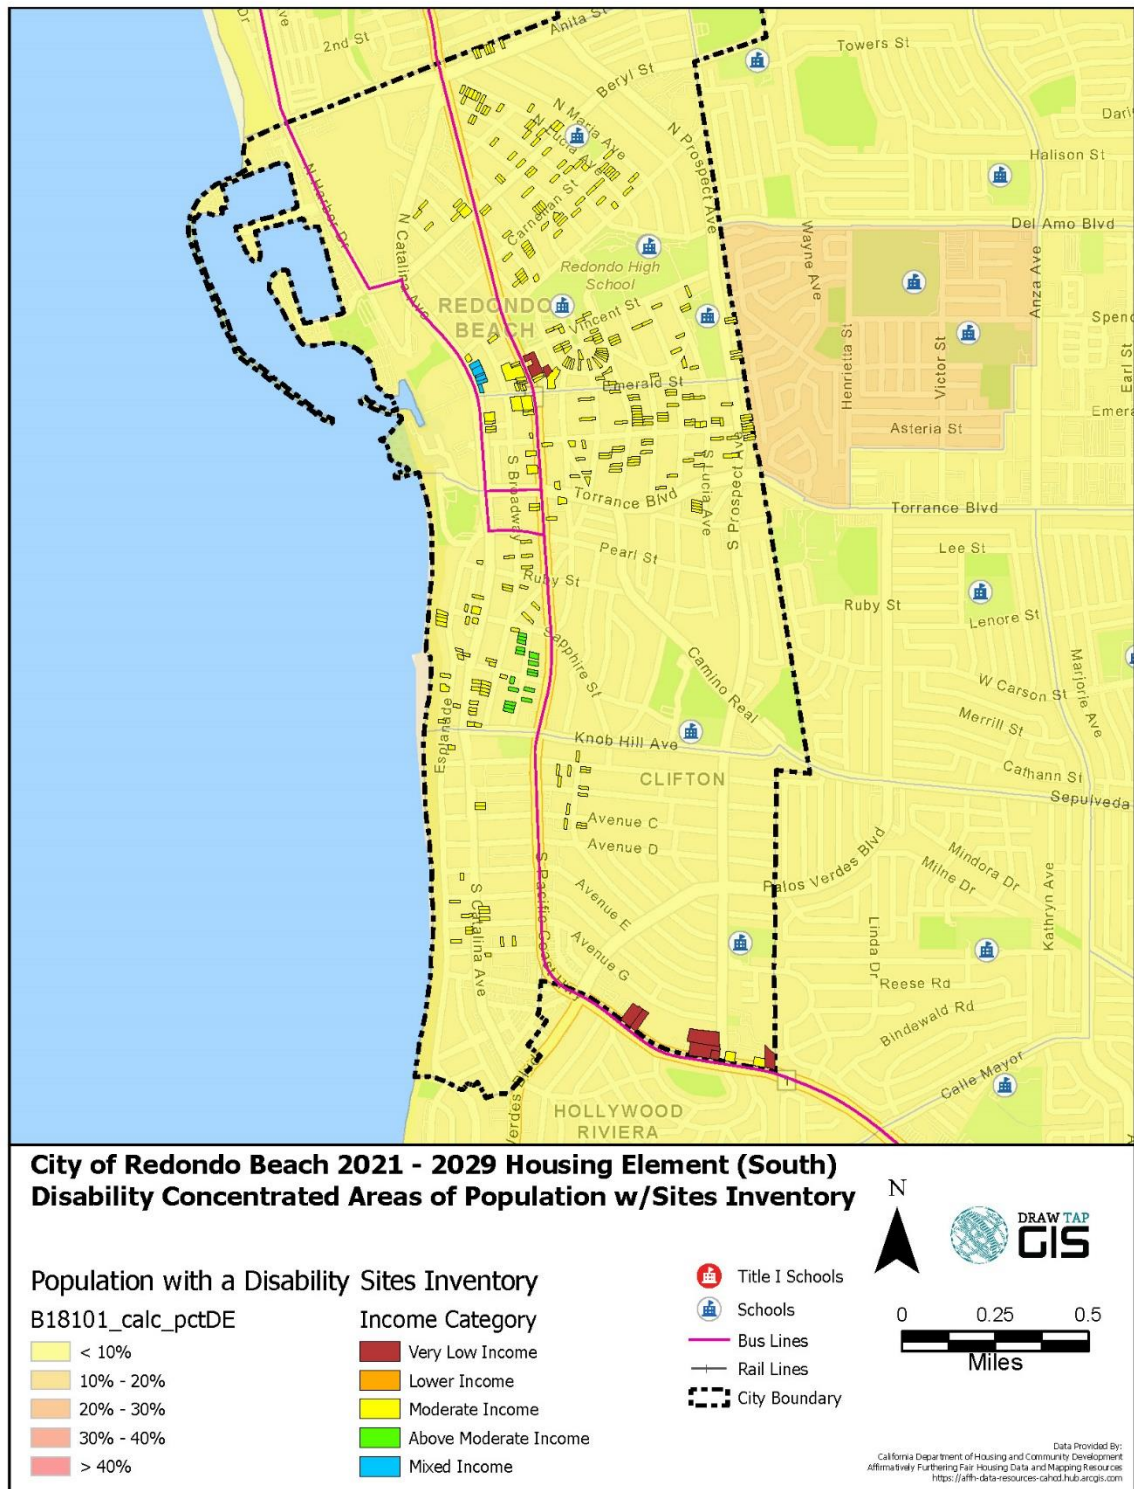 Anita St
Dr
Ave
2nd St
Towers St
Beryl St
N Maria Ave
N Lucia Ave
N Prospect Ave
Halison St
Carnelian St
Del Amo Blvd
N Harbor Dr
N Catalina Ave
Wayne Ave
Anza Ave
Redondo High
School
REDONDO
BEACH
Vincent St
Henrietta St
Victor St
Earl St
Emerald St
Asteria St
S Broadway
S Lucia Ave
S Prospect Ave
Torrance Blvd
Torrance Blvd
Pearl St
Lee St
Ruby St
Ruby St
Lenore St
Sapphire St
Camino Real
W Carson St
Marjorie Ave
Merrill St
Esplanade
Knob Hill Ave
Cathann St
CLIFTON
Sepulveda
Avenue C
Avenue D
Palos Verdes Blvd
Mindora Dr
Milne Dr
Kathryn Ave
S Catalina Ave
S Pacific Coast Hwy
Avenue E
Avenue G
Linda Dr
Reese Rd
Bindewald Rd
Calle Mayor
HOLLYWOOD
RIVIERA
City of Redondo Beach 2021 - 2029 Housing Element (South)
Disability Concentrated Areas of Population w/Sites Inventory
N
DRAW TAP
GIS
Population with a Disability
B18101_calc_pctDE
< 10%
10% - 20%
20% - 30%
30% - 40%
> 40%
Sites Inventory
Income Category
Very Low Income
Lower Income
Moderate Income
Above Moderate Income
Mixed Income
Title I Schools
Schools
Bus Lines
Rail Lines
City Boundary
0 0.25 0.5
Miles
Data Provided By:
California Department of Housing and Community Development
Affirmatively Furthering Fair Housing Data and Mapping Resources
https://affh-data-resources-cahcd.hub.arcgis.com